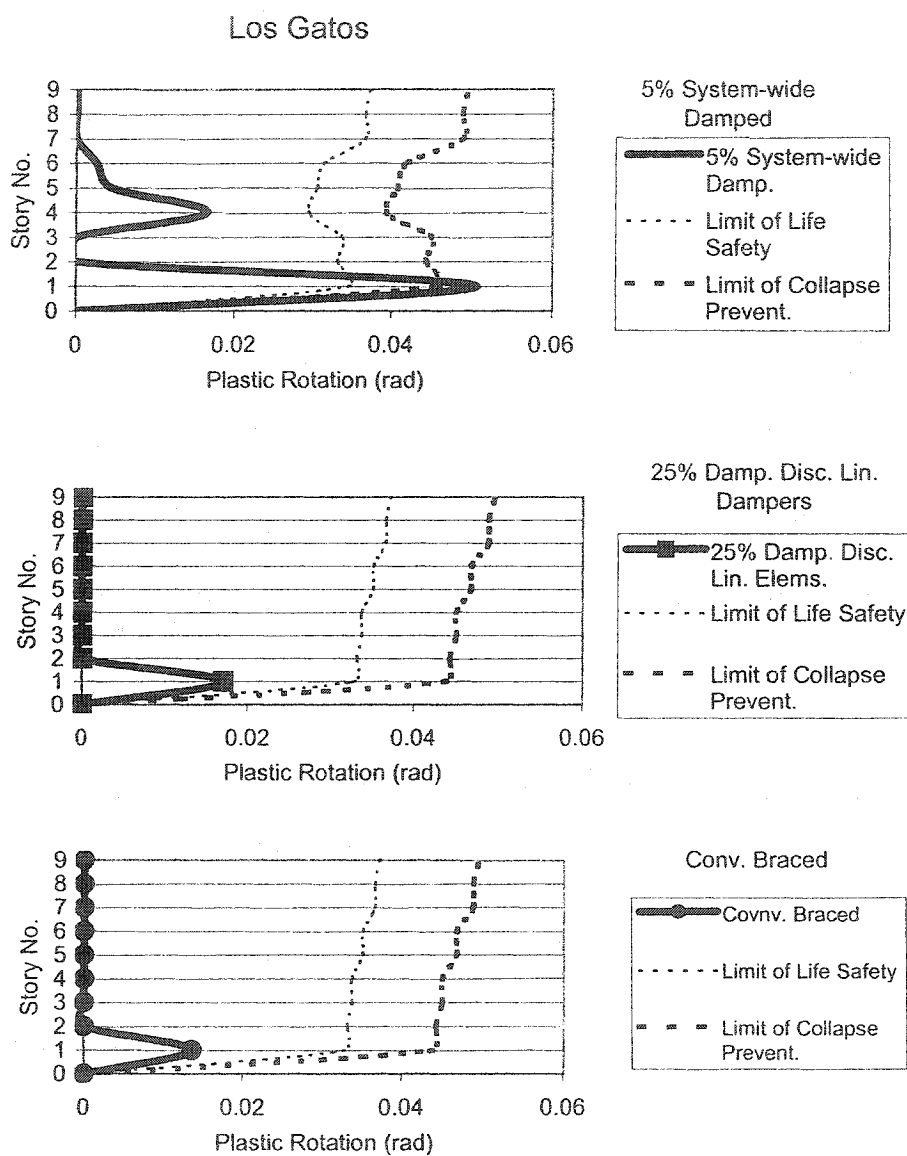 Los Gatos
5% System-wide
Damped
Story No.
9
8
7
6
5
4
3
2
1
0
0
0.02
0.04
0.06
Plastic Rotation (rad)
5% System-wide
Damp.
Limit of Life
Safety
Limit of Collapse
Prevent.
25% Damp. Disc. Lin.
Dampers
Story No.
9
8
7
6
5
4
3
2
1
0
0
0.02
0.04
0.06
Plastic Rotation (rad)
25% Damp. Disc.
Lin. Elems.
Limit of Life Safety
Limit of Collapse
Prevent.
Conv. Braced
Story No.
9
8
7
6
5
4
3
2
1
0
0
0.02
0.04
0.06
Plastic Rotation (rad)
Covnv. Braced
Limit of Life Safety
Limit of Collapse
Prevent.